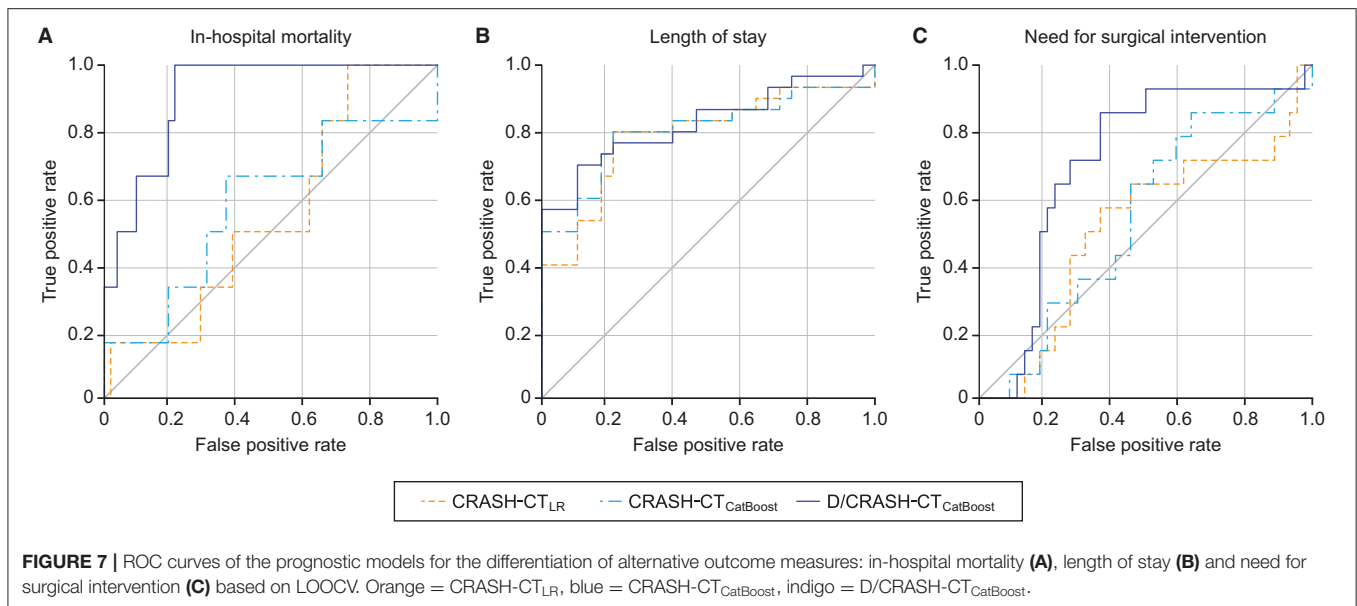 A
In-hospital mortality
1.0
0.8
0.6
0.4
0.2
0
True positive rate
0 0.2 0.4 0.6 0.8 1.0
False positive rate
B
Length of stay
1.0
0.8
0.6
0.4
0.2
0
True positive rate
0 0.2 0.4 0.6 0.8 1.0
False positive rate
C
Need for surgical intervention
1.0
0.8
0.6
0.4
0.2
0
True positive rate
0 0.2 0.4 0.6 0.8 1.0
False positive rate
CRASH-CTLR CRASH-CTCatBoost D/CRASH-CTCatBoost
FIGURE 7 | ROC curves of the prognostic models for the differentiation of alternative outcome measures: in-hospital mortality (A), length of stay (B) and need for
surgical intervention (C) based on LOOCV. Orange = CRASH-CTLR, blue = CRASH-CTCatBoost, indigo = D/CRASH-CTCatBoost.